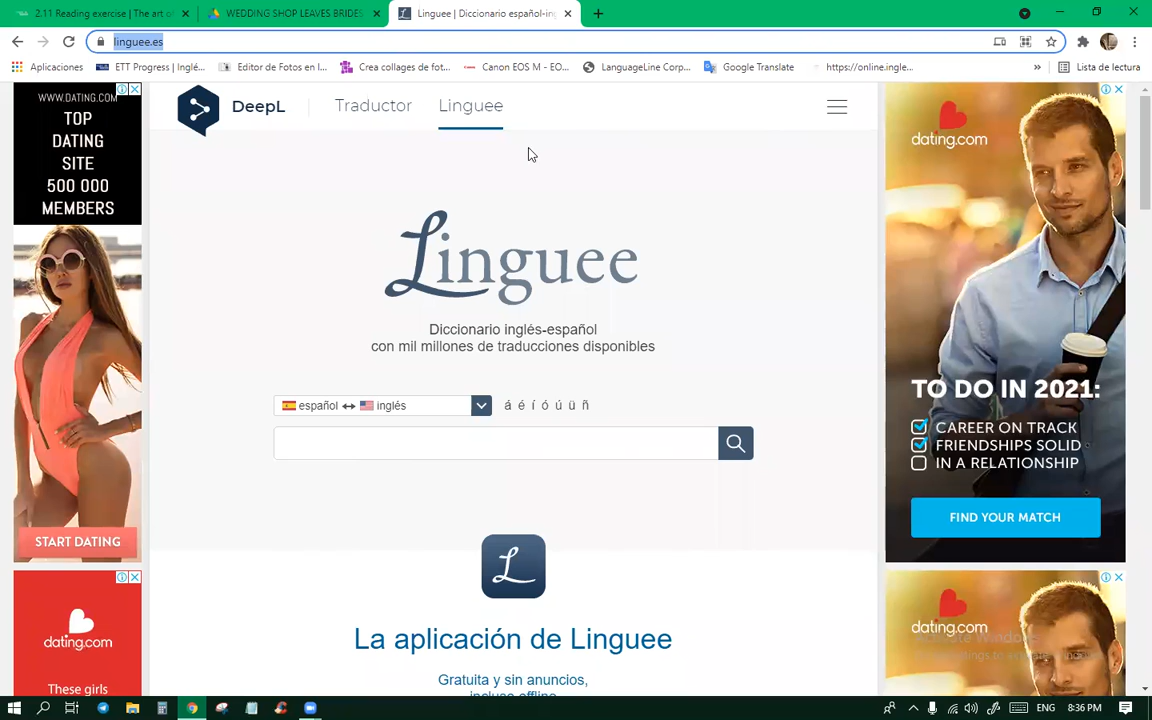 2.11 Reading exercise | The art o
WEDDING SHOP LEAVES BRIDES
Linguee | Diccionario español-in
linguee.es
Aplicaciones
ETT Progress | Inglé...
Editor de Fotos en l...
Crea collages de fot...
Canon EOS M - EO...
LanguageLine Corp...
Google Translate
https://online.ingle...
»
Lista de lectura
WWW.DATING.COM
TOP
DATING
SITE
500 000
MEMBERS
START DATING
dating.com
These girls
DeepL
Traductor
Linguee
Linguee
Diccionario inglés-español
con mil millones de traducciones disponibles
español ↔ inglés
á é í ó ú ü ñ
L
La aplicación de Linguee
Gratuita y sin anuncios,
incluso offline
dating.com
TO DO IN 2021:
CAREER ON TRACK
FRIENDSHIPS SOLID
IN A RELATIONSHIP
FIND YOUR MATCH
dating.com
Activate Windows
ENG
8:36 PM